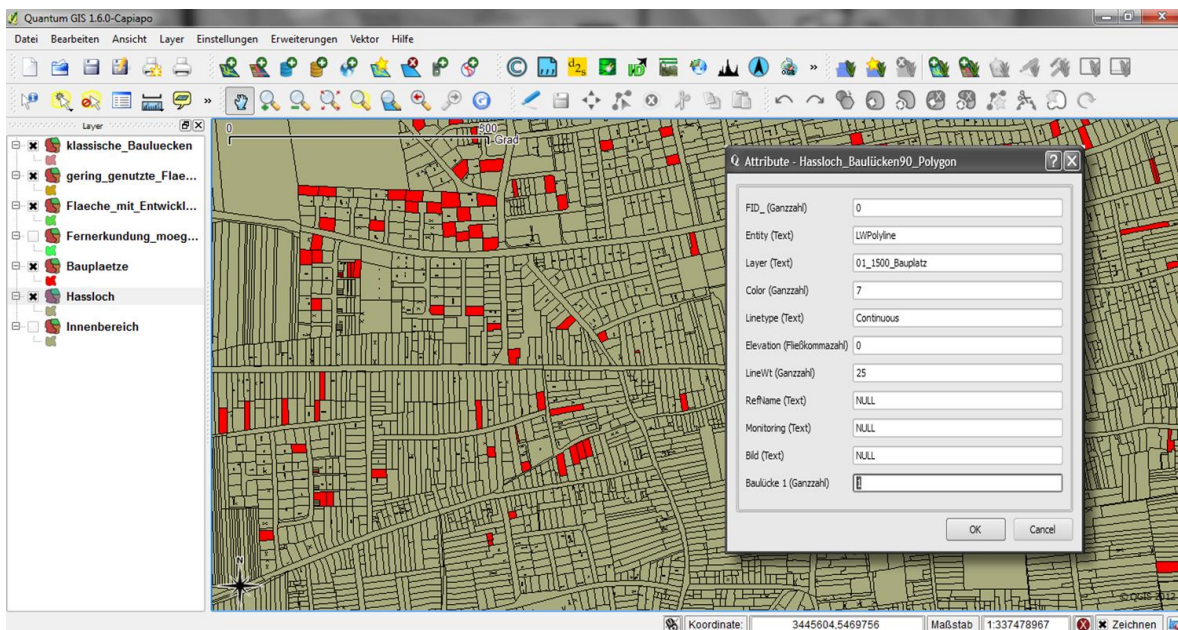 Quantum GIS 1.6.0-Capiapo
Datei Bearbeiten Ansicht Layer Einstellungen Erweiterungen Vektor Hilfe
Layer
klassische_Bauluecken
gering_genutzte_Flae...
Flaeche_mit_Entwickl...
Fernerkundung_moeg...
Bauplaetze
Hassloch
Innenbereich
0
Grad
N
Attribute - Hassloch_Baulücken90_Polygon
FID_ (Ganzzahl) 0
Entity (Text) LWPolyline
Layer (Text) 01_1500_Bauplatz
Color (Ganzzahl) 7
Linetype (Text) Continuous
Elevation (Fließkommazahl) 0
LineWt (Ganzzahl) 25
RefName (Text) NULL
Monitoring (Text) NULL
Bild (Text) NULL
Baulücke 1 (Ganzzahl)
OK Cancel
© QGIS 2012
Koordinate: 3445604,5469756 Maßstab 1:337478967 Zeichnen